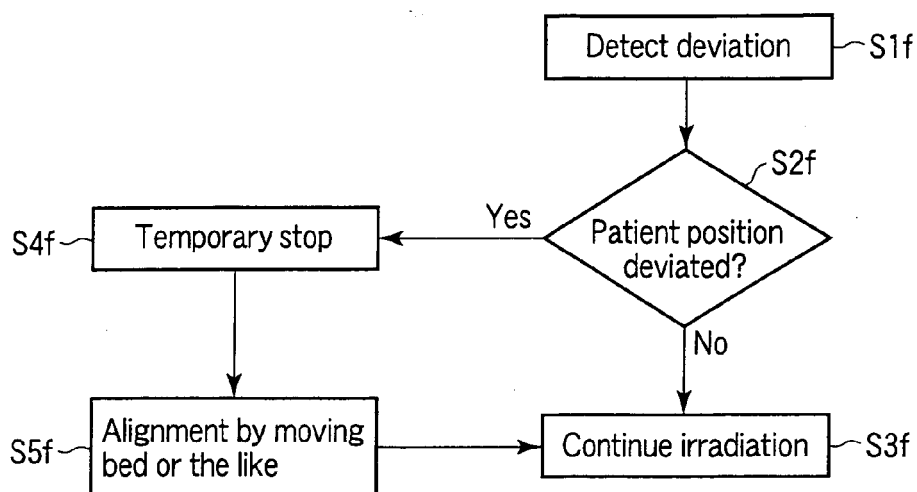 Detect deviation
S1f
S2f
Patient position
deviated?
Yes
No
S4f
Temporary stop
S5f
Alignment by moving
bed or the like
Continue irradiation
S3f